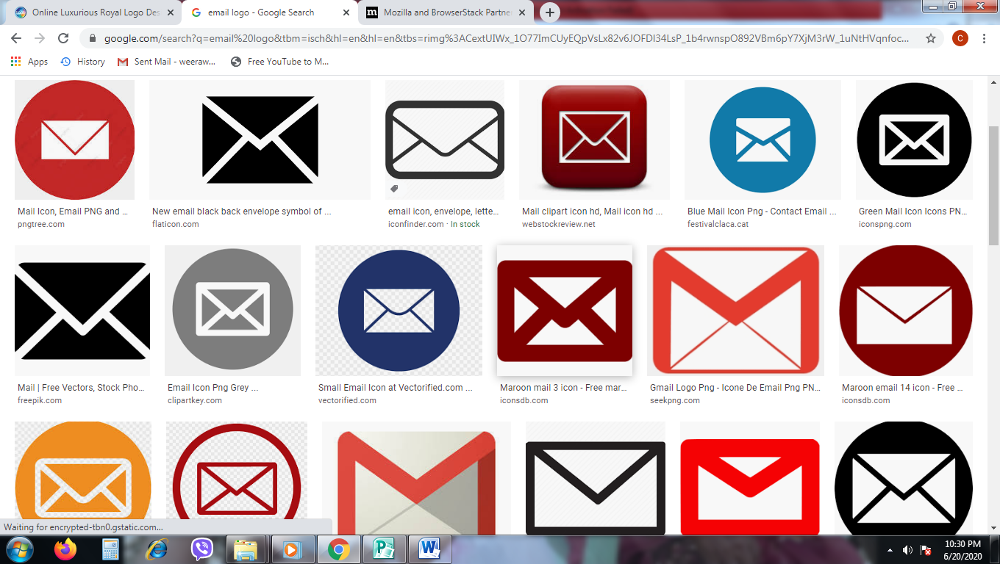 Online Luxurious Royal Logo Des
email logo - Google Search
Mozilla and BrowserStack Partne
google.com/search?q=email%20logo&tbm=isch&hl=en&hl=en&tbs=rimg%3ACextUIWx_1O77ImCUyEQpVsLx82v6JOFDl34LsP_1b4rwnspO892VBm6pY7XjM3rW_1uNtHVqnfoc...
C
Apps
History
Sent Mail - weeraw...
Free YouTube to M...
Mail Icon, Email PNG and ...
pngtree.com
New email black back envelope symbol of ...
flaticon.com
email icon, envelope, lette...
iconfinder.com · In stock
Mail clipart icon hd, Mail icon hd ...
webstockreview.net
Blue Mail Icon Png - Contact Email ...
festivalclaca.cat
Green Mail Icon Icons PN...
iconspng.com
Mail | Free Vectors, Stock Pho...
freepik.com
Email Icon Png Grey ...
clipartkey.com
Small Email Icon at Vectorified.com ...
vectorified.com
Maroon mail 3 icon - Free mar...
iconsdb.com
Gmail Logo Png - Icone De Email Png PN...
seekpng.com
Maroon email 14 icon - Free ...
iconsdb.com
Waiting for encrypted-tbn0.gstatic.com...
10:30 PM
6/20/2020